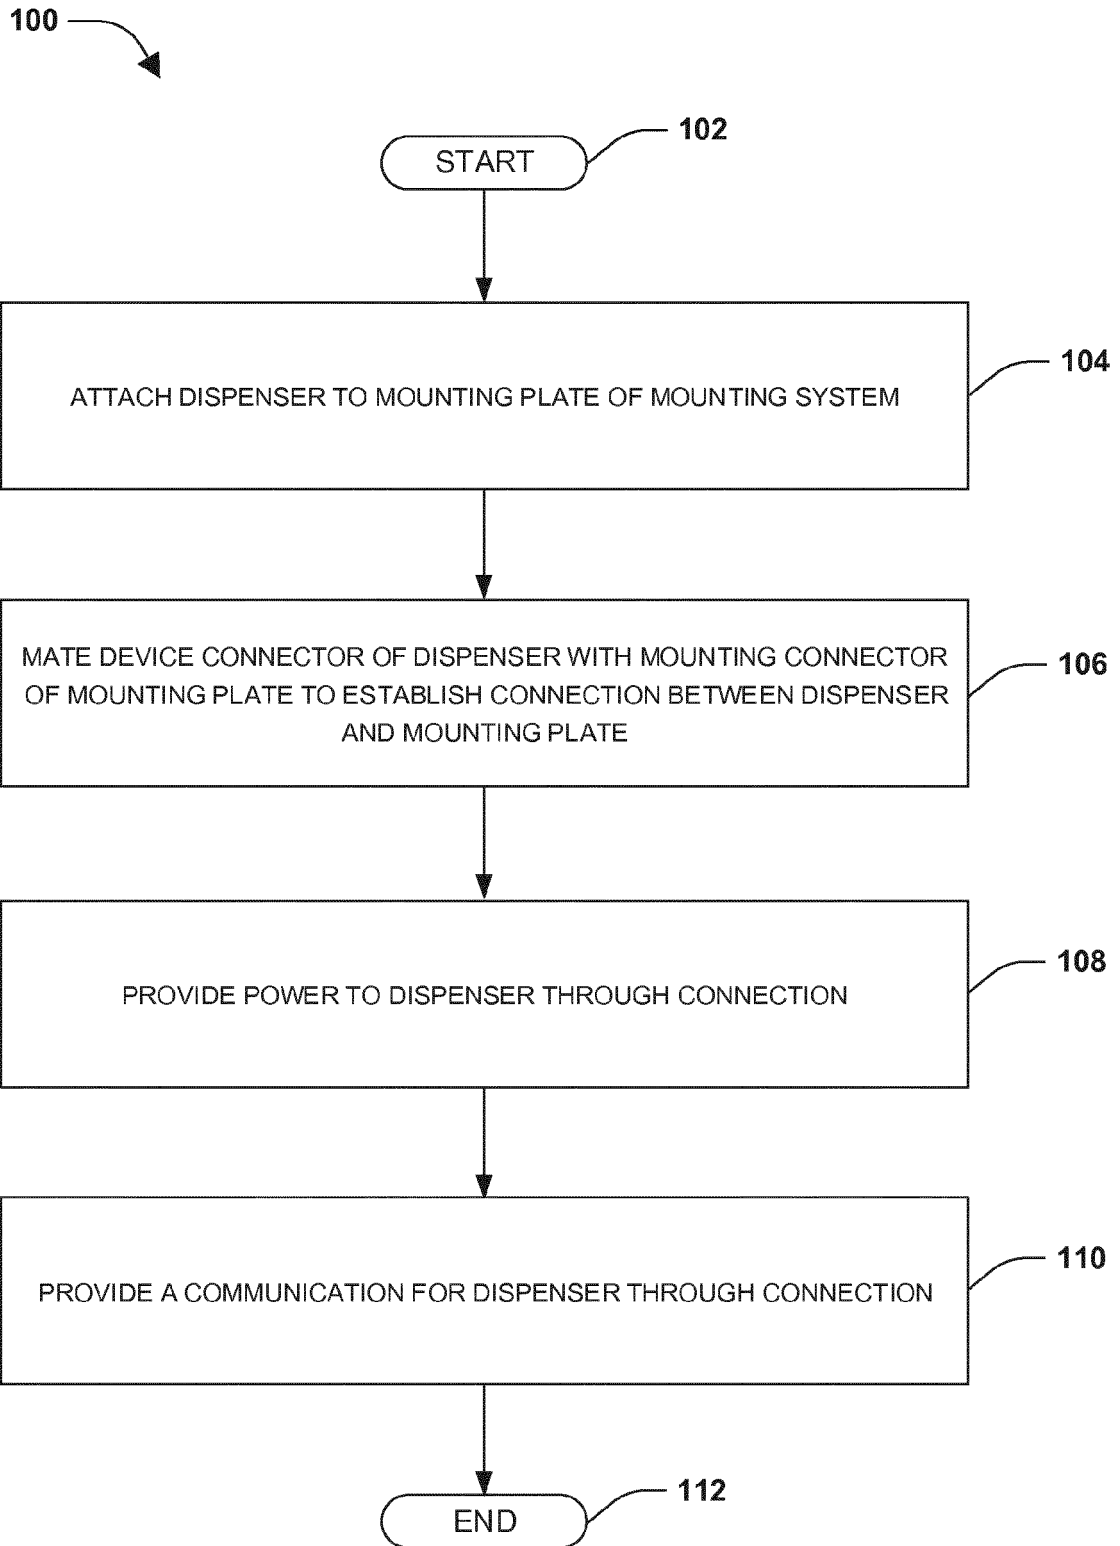 100
102
START
104
ATTACH DISPENSER TO MOUNTING PLATE OF MOUNTING SYSTEM
106
MATE DEVICE CONNECTOR OF DISPENSER WITH MOUNTING CONNECTOR
OF MOUNTING PLATE TO ESTABLISH CONNECTION BETWEEN DISPENSER
AND MOUNTING PLATE
108
PROVIDE POWER TO DISPENSER THROUGH CONNECTION
110
PROVIDE A COMMUNICATION FOR DISPENSER THROUGH CONNECTION
112
END